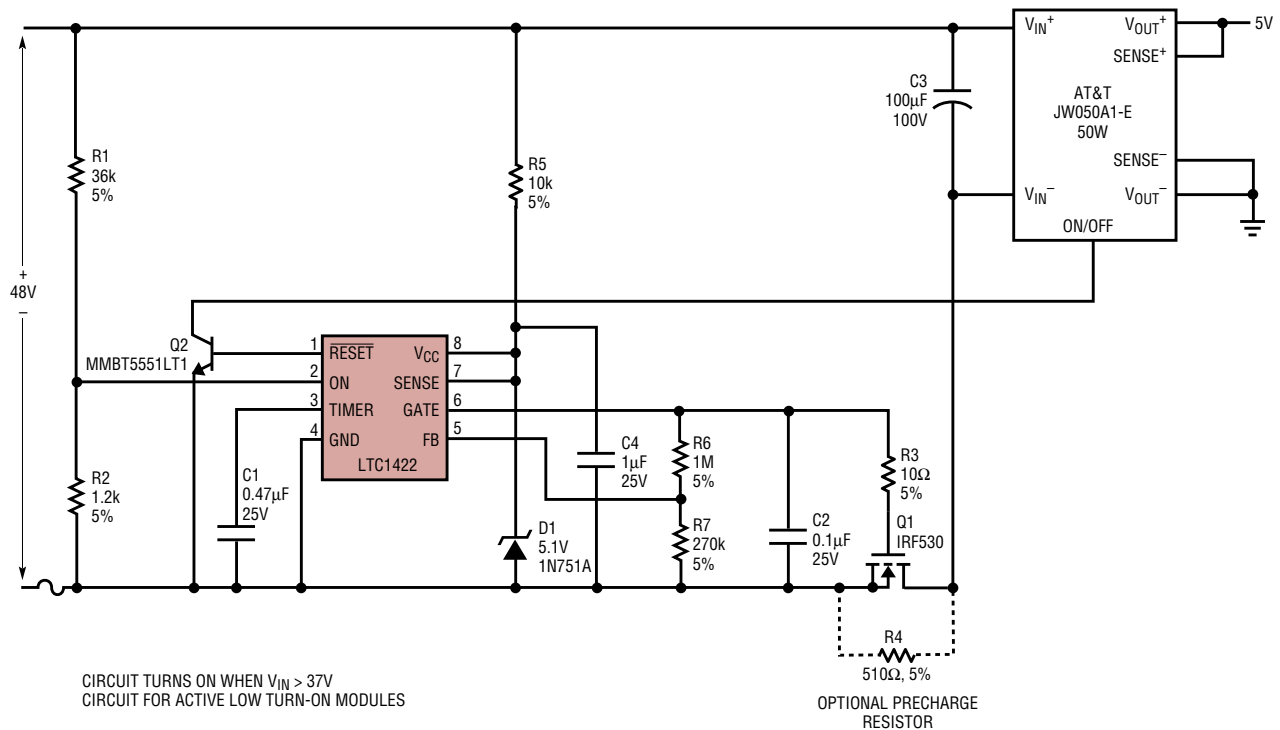 VIN+
VOUT+
5V
SENSE+
AT&T
JW050A1-E
50W
SENSE–
VIN–
VOUT–
ON/OFF
C3
100µF
100V
R1
36k
5%
R5
10k
5%
+
48V
–
Q2
MMBT5551LT1
1
RESET
VCC
8
2
ON
SENSE
7
3
TIMER
GATE
6
4
GND
FB
5
LTC1422
R2
1.2k
5%
C1
0.47µF
25V
D1
5.1V
1N751A
C4
1µF
25V
R6
1M
5%
R7
270k
5%
C2
0.1µF
25V
R3
10Ω
5%
Q1
IRF530
R4
510Ω, 5%
OPTIONAL PRECHARGE
RESISTOR
CIRCUIT TURNS ON WHEN VIN > 37V
CIRCUIT FOR ACTIVE LOW TURN-ON MODULES